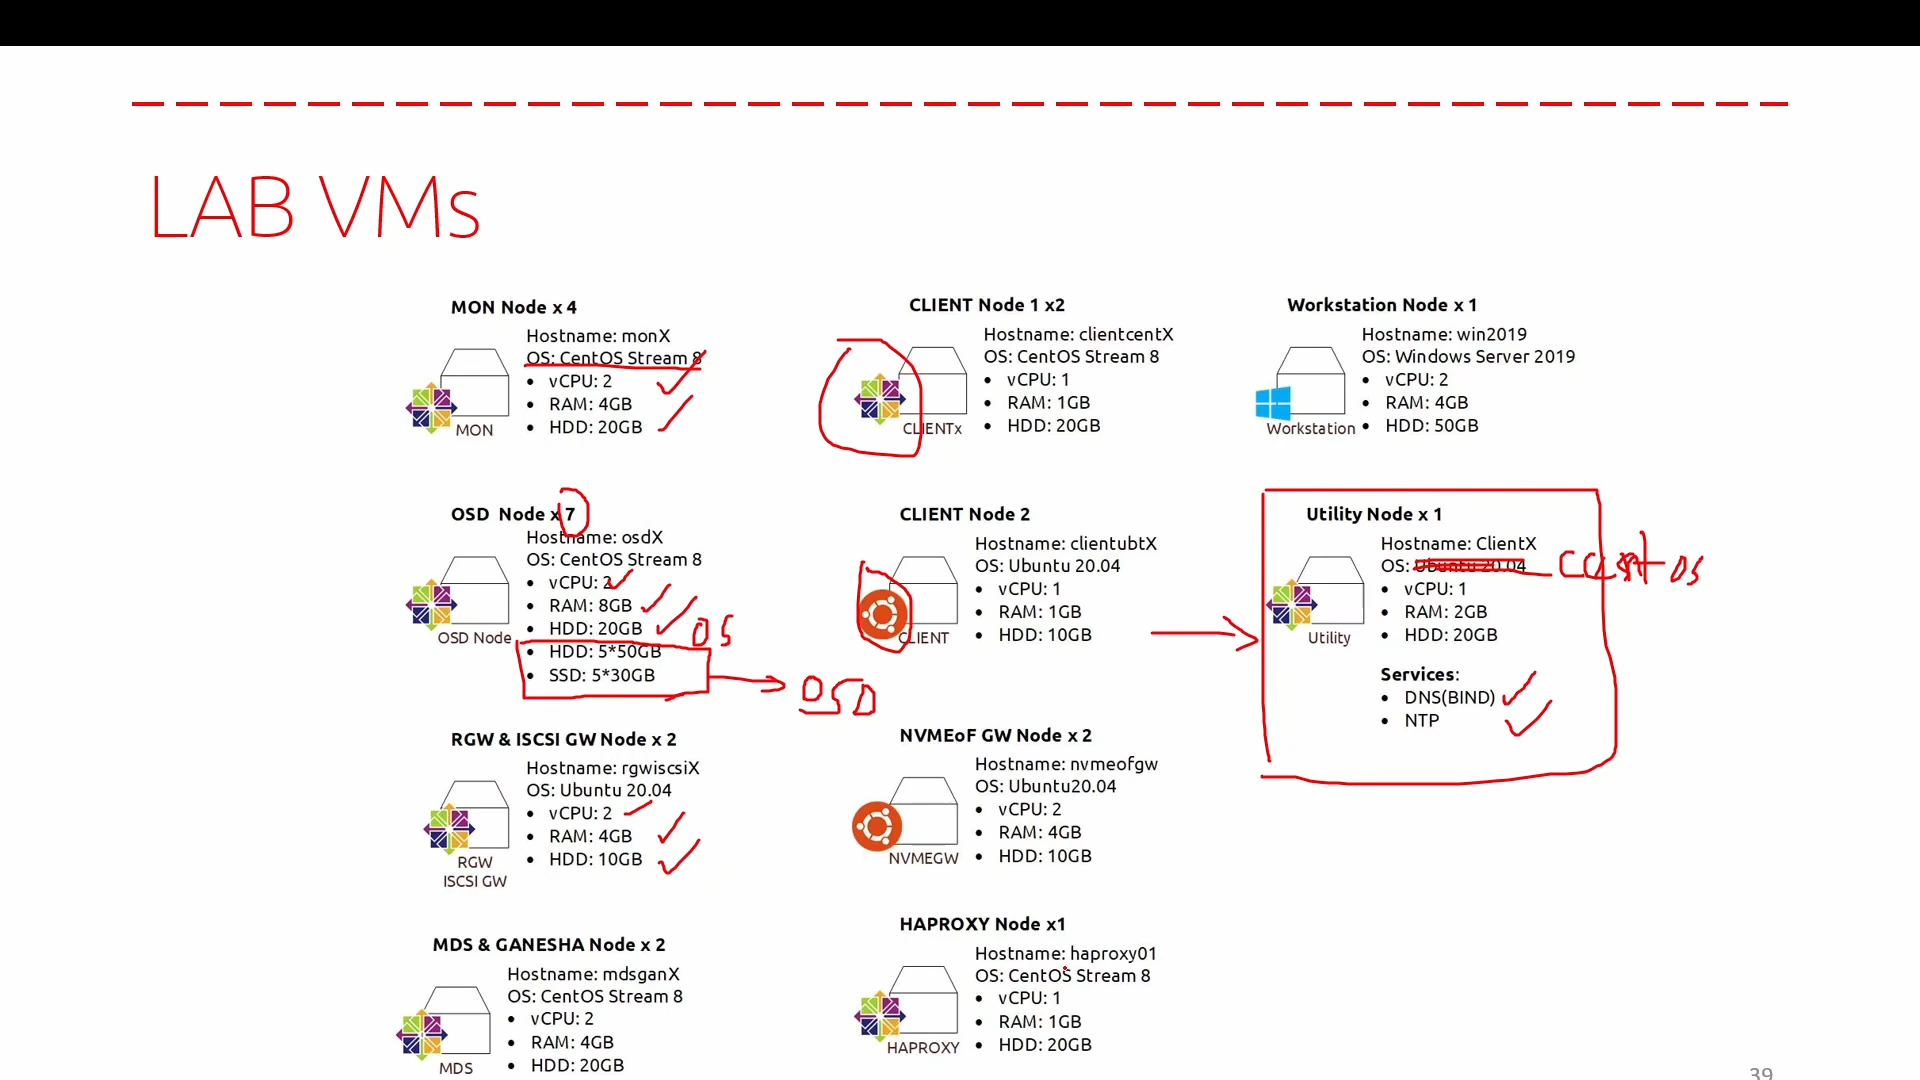 LAB VMs
MON Node x 4
Hostname: monX
OS: CentOS Stream 8
• vCPU: 2
• RAM: 4GB
• HDD: 20GB
MON
CLIENT Node 1 x2
Hostname: clientcentX
OS: CentOS Stream 8
• vCPU: 1
• RAM: 1GB
• HDD: 20GB
CLIENTx
Workstation Node x 1
Hostname: win2019
OS: Windows Server 2019
• vCPU: 2
• RAM: 4GB
• HDD: 50GB
Workstation
OSD Node x 7
Hostname: osdX
OS: CentOS Stream 8
• vCPU: 2
• RAM: 8GB
• HDD: 20GB
OS
• HDD: 5*50GB
• SSD: 5*30GB
OSD
OSD Node
CLIENT Node 2
Hostname: clientubtX
OS: Ubuntu 20.04
• vCPU: 1
• RAM: 1GB
• HDD: 10GB
CLIENT
Utility Node x 1
Hostname: ClientX
OS: Ubuntu 20.04
• vCPU: 1
• RAM: 2GB
• HDD: 20GB
Utility
Services:
• DNS(BIND)
• NTP
RGW & ISCSI GW Node x 2
Hostname: rgwiscsiX
OS: Ubuntu 20.04
• vCPU: 2
• RAM: 4GB
• HDD: 10GB
RGW
ISCSI GW
NVMEoF GW Node x 2
Hostname: nvmeofgw
OS: Ubuntu20.04
• vCPU: 2
• RAM: 4GB
• HDD: 10GB
NVMEGW
MDS & GANESHA Node x 2
Hostname: mdsganX
OS: CentOS Stream 8
• vCPU: 2
• RAM: 4GB
• HDD: 20GB
MDS
HAPROXY Node x1
Hostname: haproxy01
OS: CentOS Stream 8
• vCPU: 1
• RAM: 1GB
• HDD: 20GB
HAPROXY
39